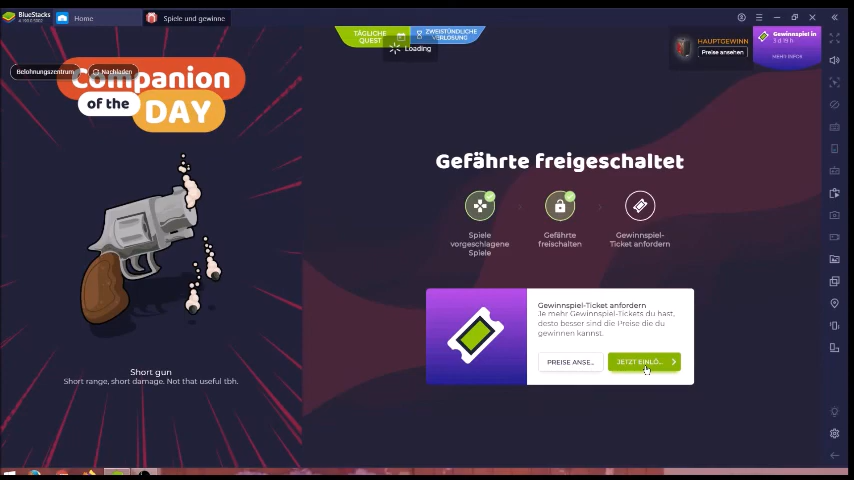 BlueStacks
Home
Spiele und gewinne
TÄGLICHE
QUEST
ZWEISTÜNDLICHE
VERLOSUNG
Loading
HAUPTGEWINN
Preise ansehen
Gewinnspiel in
3 d 19 h
MEHR INFOS
Belohnungszentrum
Nachladen
Companion
of the
DAY
Short gun
Short range, short damage. Not that useful tbh.
Gefährte freigeschaltet
Spiele
vorgeschlagene
Spiele
Gefährte
freischalten
Gewinnspiel-
Ticket anfordern
Gewinnspiel-Ticket anfordern
Je mehr Gewinnspiel-Tickets du hast,
desto besser sind die Preise die du
gewinnen kannst.
PREISE ANSE...
JETZT EINLÖ...